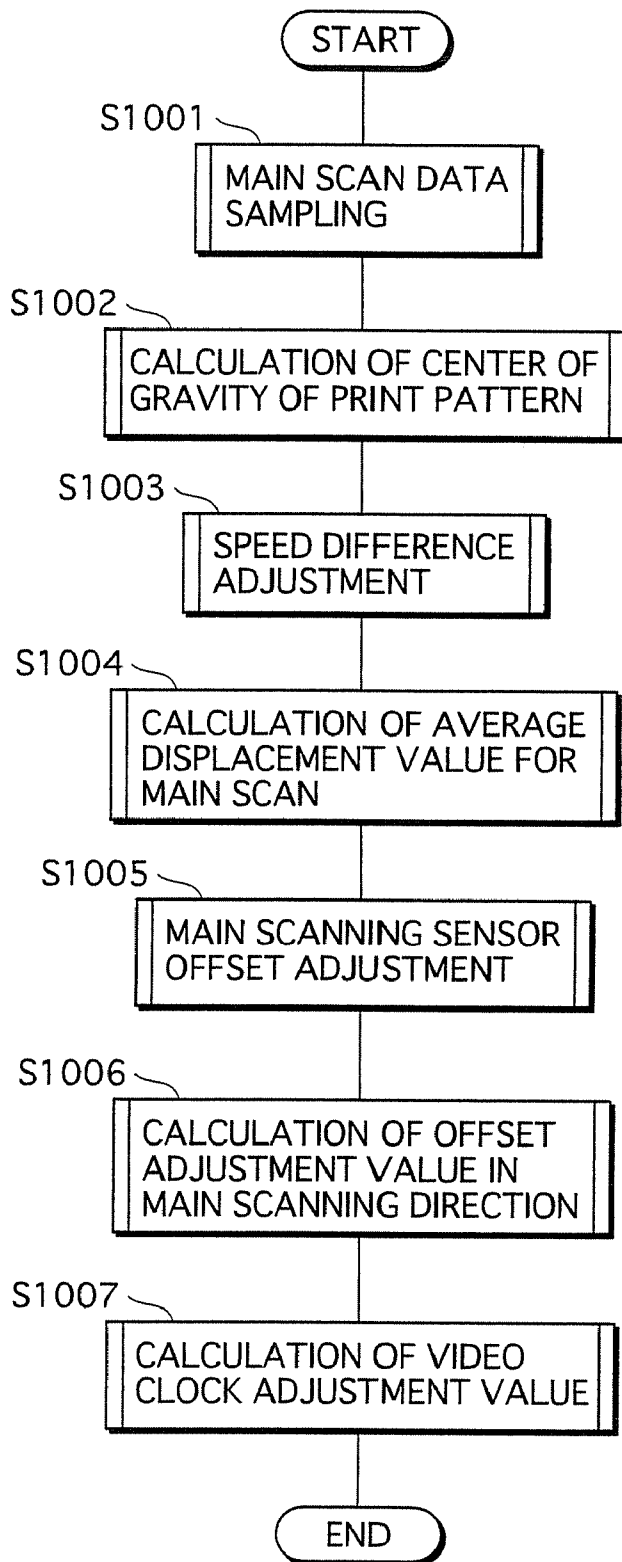 START
S1001
MAIN SCAN DATA
SAMPLING
S1002
CALCULATION OF CENTER OF
GRAVITY OF PRINT PATTERN
S1003
SPEED DIFFERENCE
ADJUSTMENT
S1004
CALCULATION OF AVERAGE
DISPLACEMENT VALUE FOR
MAIN SCAN
S1005
MAIN SCANNING SENSOR
OFFSET ADJUSTMENT
S1006
CALCULATION OF OFFSET
ADJUSTMENT VALUE IN
MAIN SCANNING DIRECTION
S1007
CALCULATION OF VIDEO
CLOCK ADJUSTMENT VALUE
END